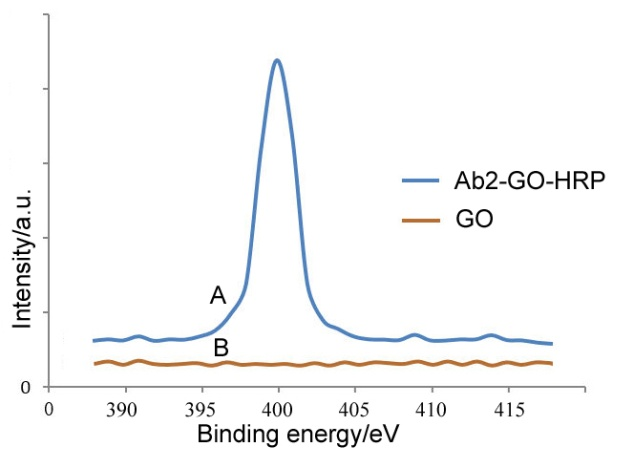 Intensity/a.u.
A
B
Ab2-GO-HRP
GO
0
0 390 395 400 405 410 415
Binding energy/eV